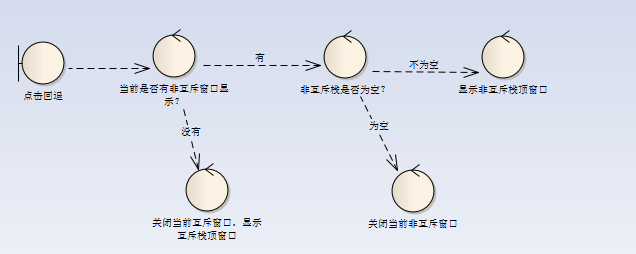 有
不为空
点击回退
当前是否有非互斥窗口显
示?
非互斥栈是否为空?
显示非互斥栈顶窗口
没有
为空
关闭当前互斥窗口，显示
互斥栈顶窗口
关闭当前非互斥窗口